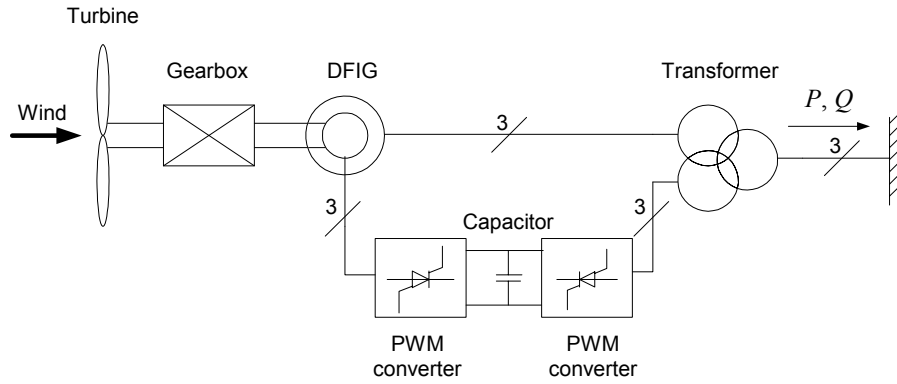 Turbine
Gearbox
DFIG
Transformer
Wind
P, Q
3
3
3
3
Capacitor
PWM
converter
PWM
converter